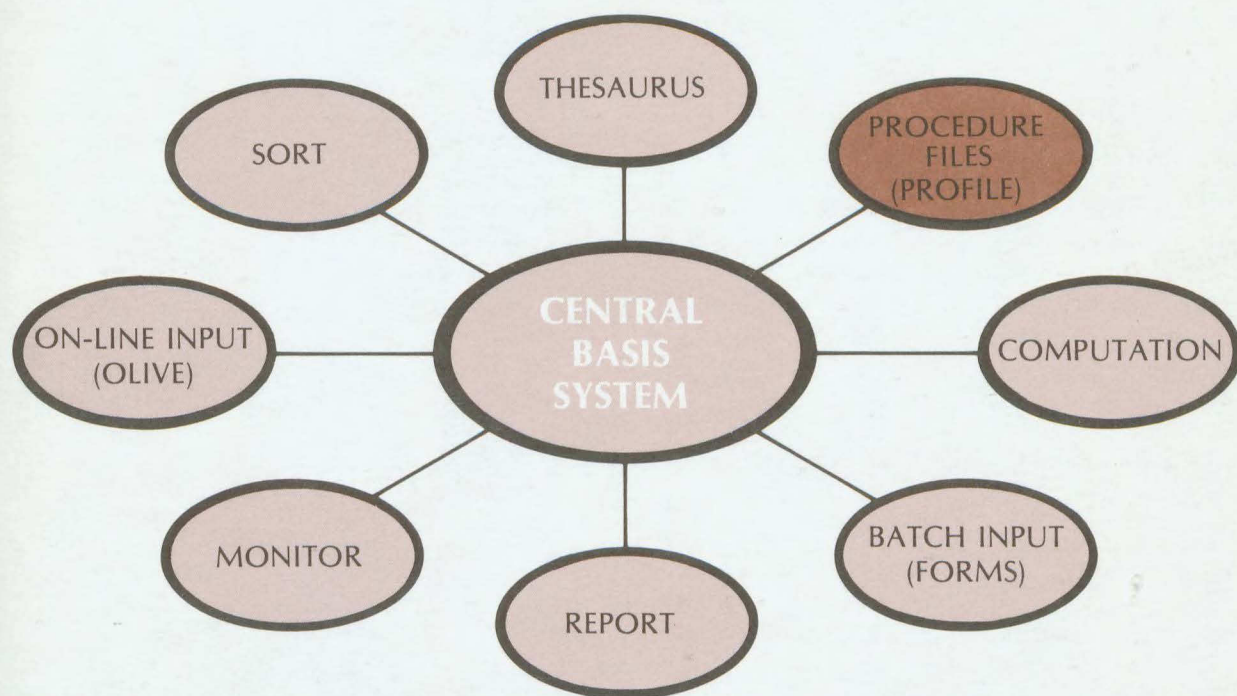 THESAURUS
SORT
PROCEDURE
FILES
(PROFILE)
ON-LINE INPUT
(OLIVE)
CENTRAL
BASIS
SYSTEM
COMPUTATION
MONITOR
BATCH INPUT
(FORMS)
REPORT